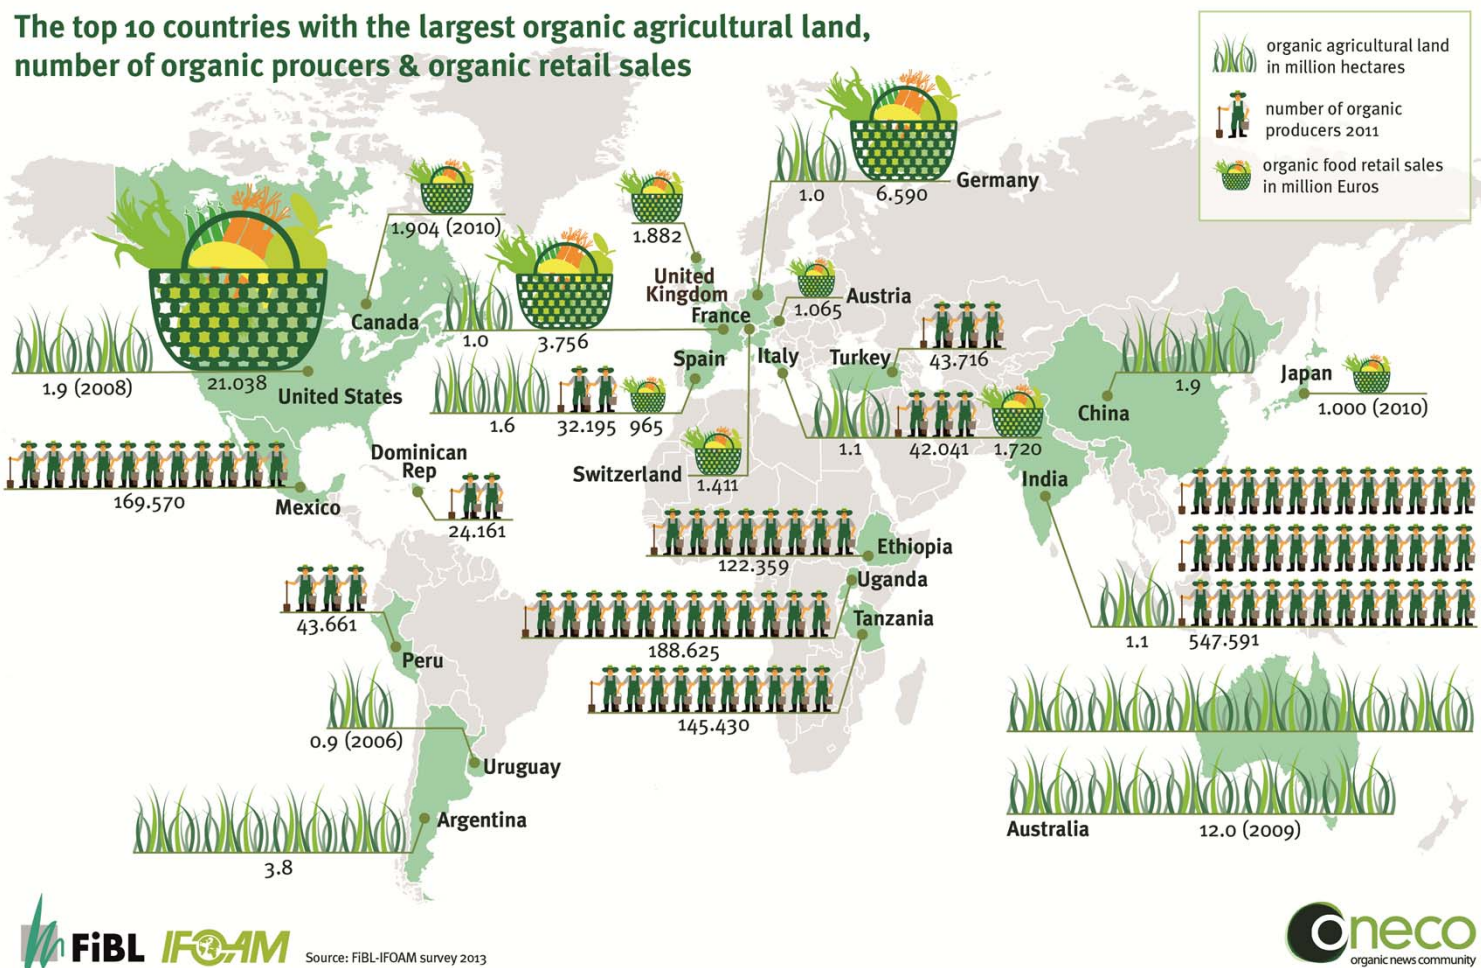 The top 10 countries with the largest organic agricultural land,
number of organic proucers & organic retail sales
organic agricultural land
in million hectares
number of organic
producers 2011
organic food retail sales
in million Euros
1.0
6.590
Germany
1.904 (2010)
Canada
1.882
United
Kingdom
1.065
Austria
1.0
3.756
France
1.9 (2008)
21.038
United States
Spain
1.6
32.195
965
Italy
1.1
42.041
1.720
Turkey
43.716
China
1.9
Japan
1.000 (2010)
Switzerland
1.411
169.570
Mexico
Dominican
Rep
24.161
India
1.1
547.591
122.359
Ethiopia
Uganda
188.625
Tanzania
145.430
43.661
Peru
0.9 (2006)
Uruguay
Argentina
3.8
Australia
12.0 (2009)
FiBL
IFOAM
Source: FiBL-IFOAM survey 2013
Oneco
organic news community